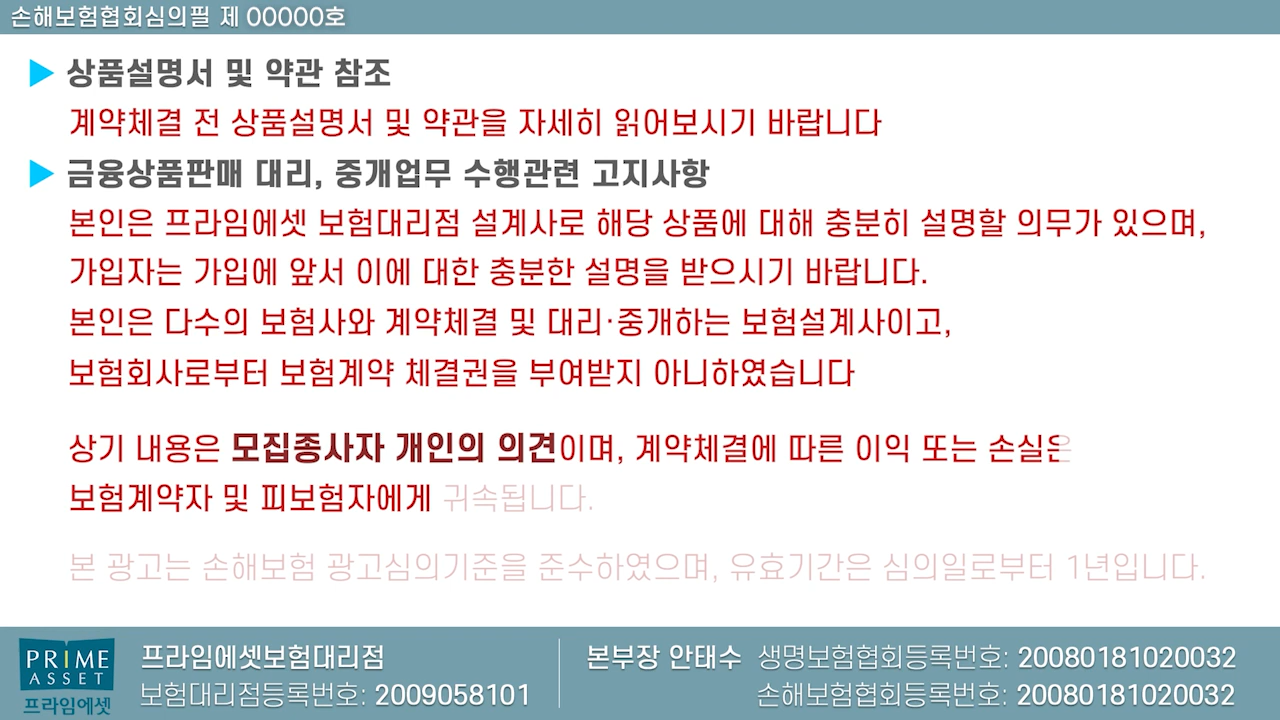 손해보험협회심의필 제 00000호
▶ 상품설명서 및 약관 참조
계약체결 전 상품설명서 및 약관을 자세히 읽어보시기 바랍니다
▶ 금융상품판매 대리, 중개업무 수행관련 고지사항
본인은 프라임에셋 보험대리점 설계사로 해당 상품에 대해 충분히 설명할 의무가 있으며,
가입자는 가입에 앞서 이에 대한 충분한 설명을 받으시기 바랍니다.
본인은 다수의 보험사와 계약체결 및 대리·중개하는 보험설계사이고,
보험회사로부터 보험계약 체결권을 부여받지 아니하였습니다
상기 내용은 모집종사자 개인의 의견이며, 계약체결에 따른 이익 또는 손실은
보험계약자 및 피보험자에게 귀속됩니다.
본 광고는 손해보험 광고심의기준을 준수하였으며, 유효기간은 심의일로부터 1년입니다.
PRIME
ASSET
프라임에셋
프라임에셋보험대리점
보험대리점등록번호: 2009058101
본부장 안태수 생명보험협회등록번호: 20080181020032
손해보험협회등록번호: 20080181020032